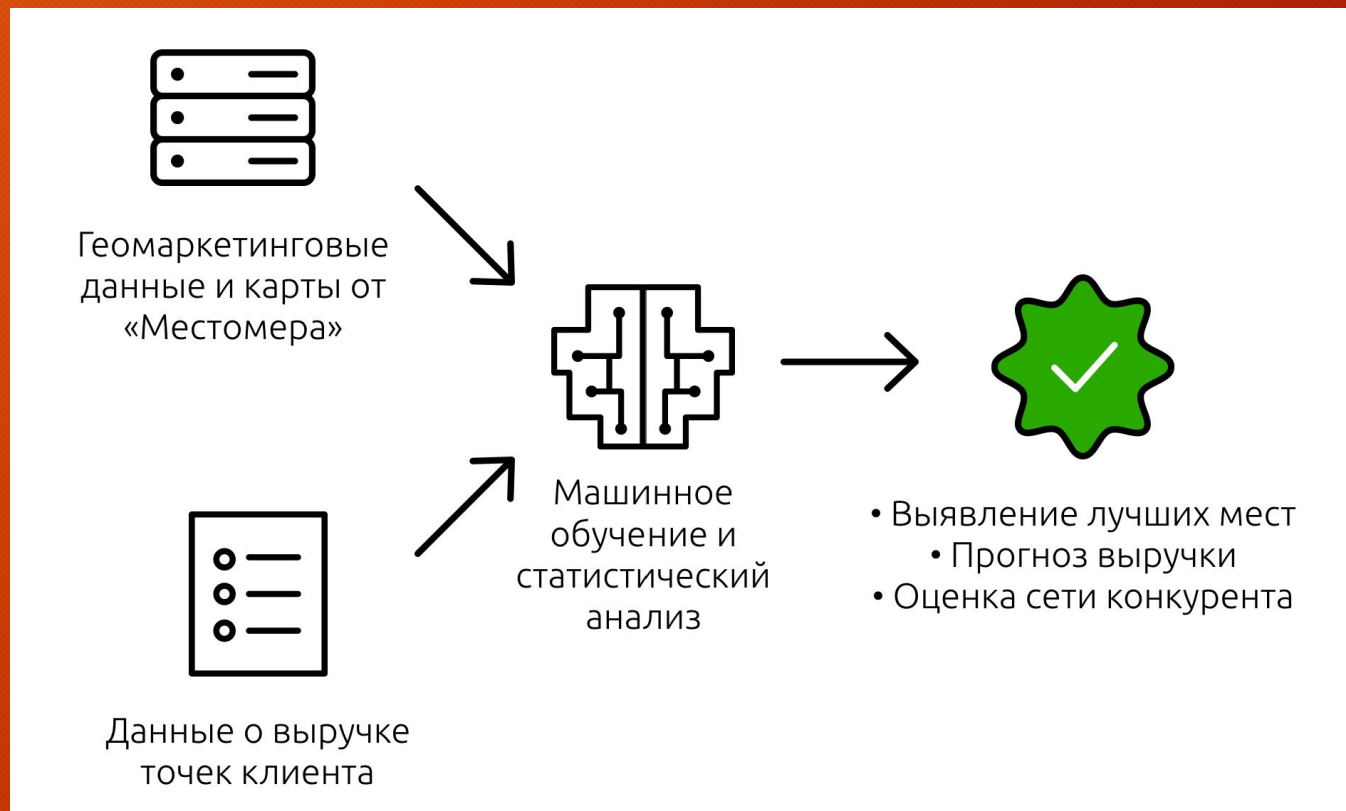 Геомаркетинговые
данные и карты от
«Местомера»
Данные о выручке
точек клиента
Машинное
обучение и
статистический
анализ
• Выявление лучших мест
• Прогноз выручки
• Оценка сети конкурента